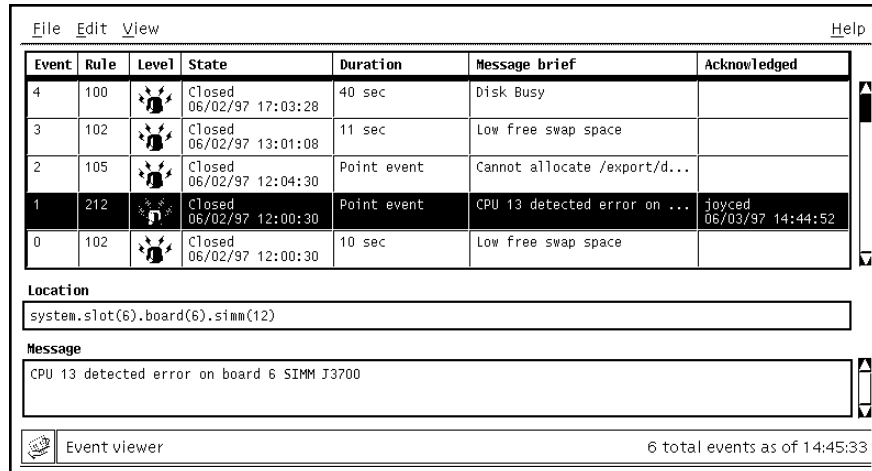 File Edit View Help
Event Rule Level State Duration Message brief Acknowledged
4 100 Closed 40 sec Disk Busy
06/02/97 17:03:28
3 102 Closed 11 sec Low free swap space
06/02/97 13:01:08
2 105 Closed Point event Cannot allocate /export/d...
06/02/97 12:04:30
1 212 Closed Point event CPU 13 detected error on ... joyced
06/02/97 12:00:30 06/03/97 14:44:52
0 102 Closed 10 sec Low free swap space
06/02/97 12:00:30
Location
system.slot(6).board(6).simm(12)
Message
CPU 13 detected error on board 6 SIMM J3700
Event viewer 6 total events as of 14:45:33